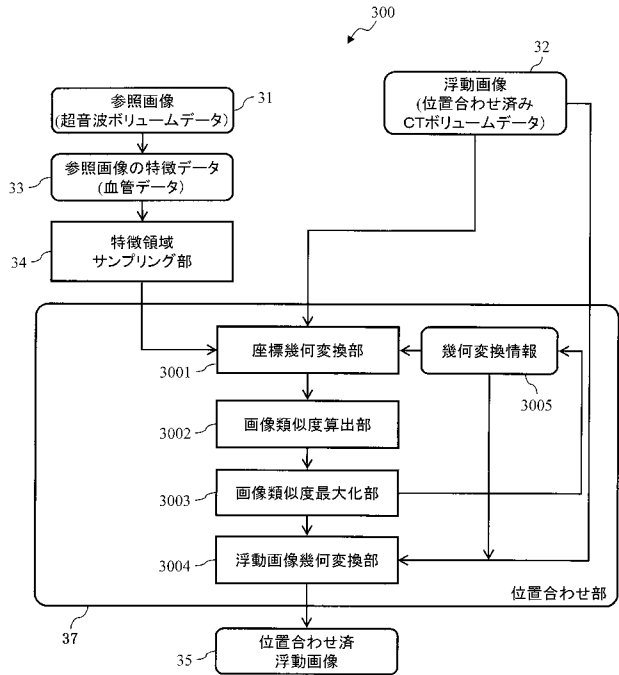 300
参照画像
(超音波ボリュームデータ)
31
浮動画像
(位置合わせ済み
CTボリュームデータ)
32
参照画像の特徴データ
(血管データ)
33
特徴領域
サンプリング部
34
座標幾何変換部
3001
幾何変換情報
3005
画像類似度算出部
3002
画像類似度最大化部
3003
浮動画像幾何変換部
3004
位置合わせ部
37
位置合わせ済
浮動画像
35